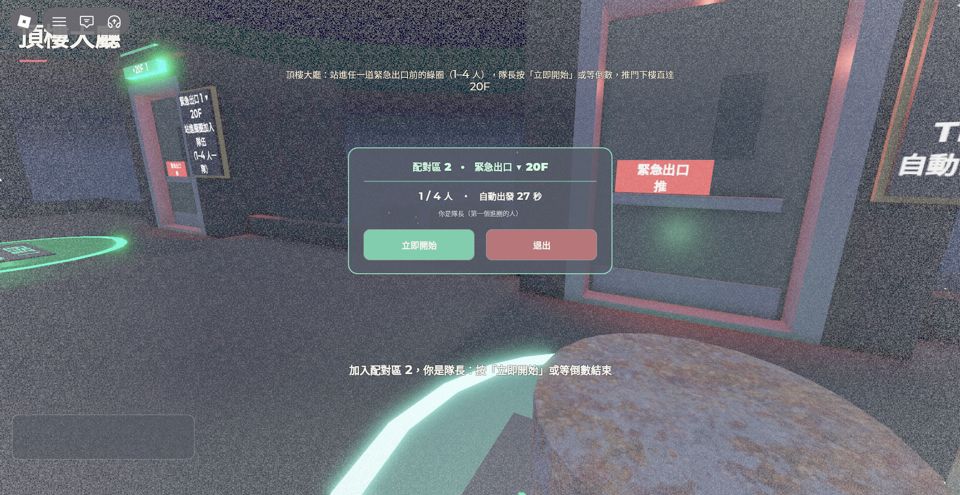 頂樓大廳
頂樓大廳：站進任一道緊急出口前的綠圈（1–4 人），隊長按「立即開始」或等倒數，推門下樓直達
20F
緊急出口 1 ▼
20F
站進綠圈加入
隊伍
(1-4 人一
配對區 2 • 緊急出口 ▼ 20F
1 / 4 人 • 自動出發 27 秒
你是隊長（第一個進圈的人）
立即開始
退出
緊急出口
推
自動
加入配對區 2，你是隊長：按「立即開始」或等倒數結束